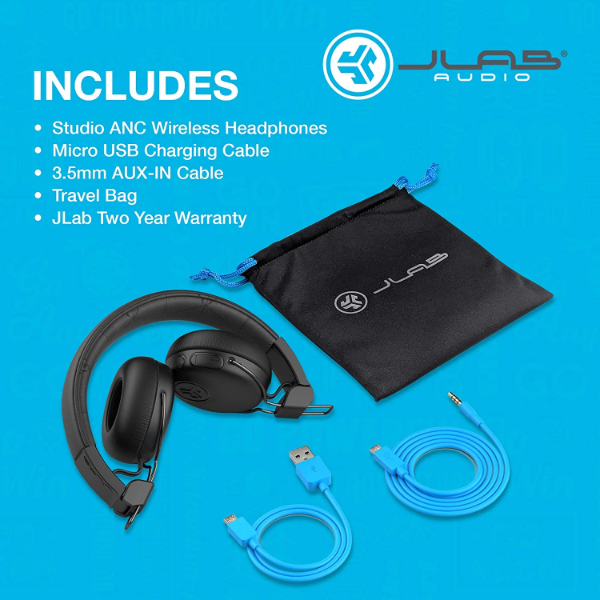 JLAB®
AUDIO
INCLUDES
• Studio ANC Wireless Headphones
• Micro USB Charging Cable
• 3.5mm AUX-IN Cable
• Travel Bag
• JLab Two Year Warranty
JLAB